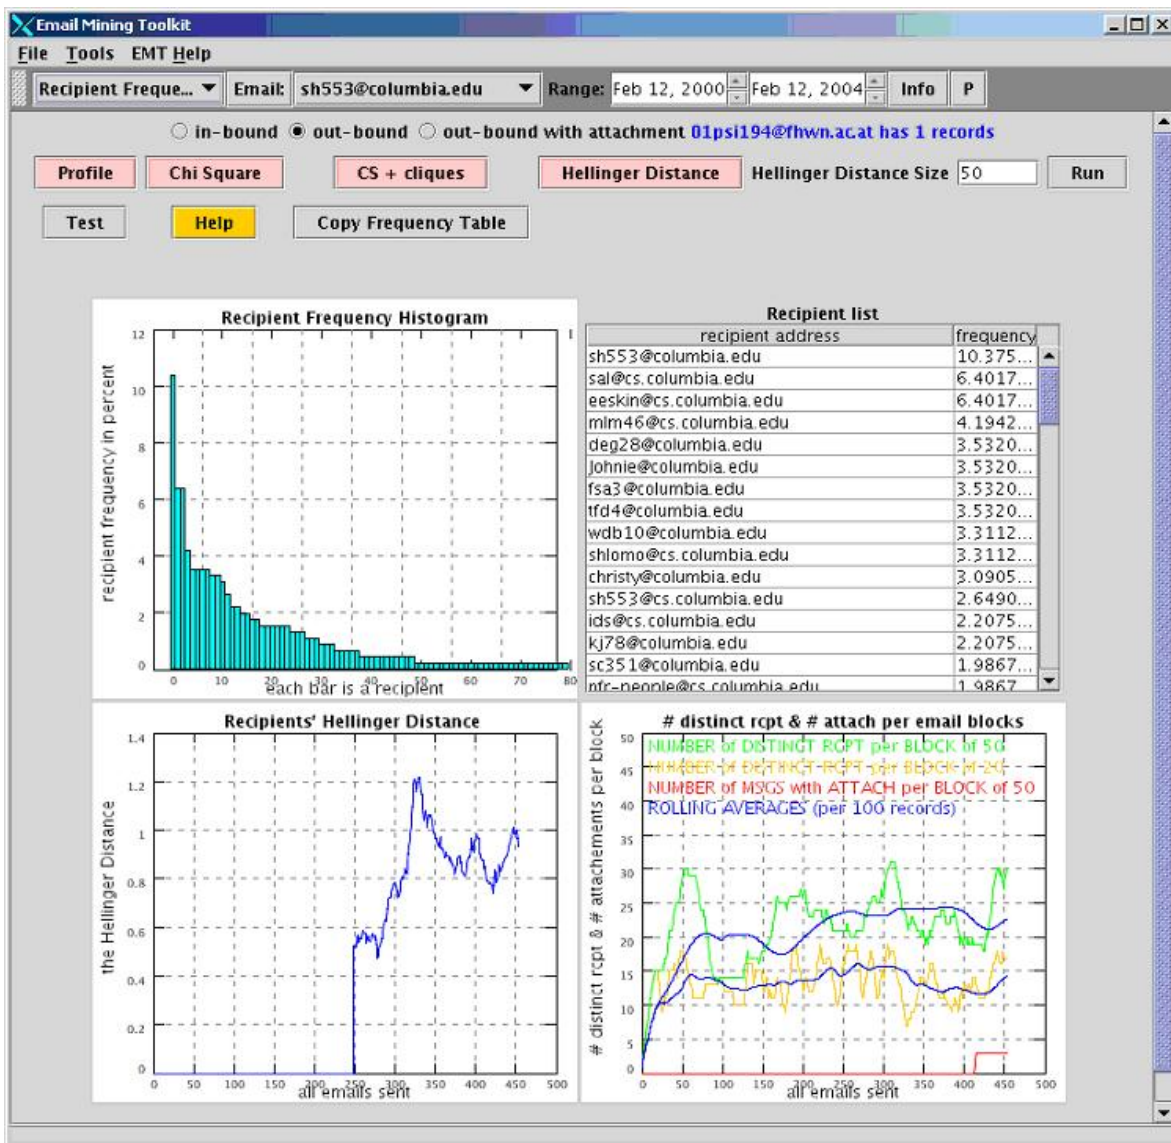 Email Mining Toolkit
File Tools EMT Help
Recipient Freque... Email: sh553@columbia.edu Range: Feb 12, 2000 Feb 12, 2004 Info P
in-bound out-bound out-bound with attachment 01psi194@fhwn.ac.at has 1 records
Profile Chi Square CS + cliques Hellinger Distance Hellinger Distance Size 50 Run
Test Help Copy Frequency Table
Recipient Frequency Histogram
12
10
8
6
4
2
0
recipient frequency in percent
0 10 20 30 40 50 60 70 80
each bar is a recipient
Recipient list
recipient address frequency
sh553@columbia.edu 10.375...
sal@cs.columbia.edu 6.4017...
eeskin@cs.columbia.edu 6.4017...
mlm46@cs.columbia.edu 4.1942...
deg28@columbia.edu 3.5320...
Johnie@columbia.edu 3.5320...
fsa3@columbia.edu 3.5320...
tfd4@columbia.edu 3.5320...
wdb10@columbia.edu 3.3112...
shlomo@cs.columbia.edu 3.3112...
christy@columbia.edu 3.0905...
sh553@cs.columbia.edu 2.6490...
ids@cs.columbia.edu 2.2075...
kj78@columbia.edu 2.2075...
sc351@columbia.edu 1.9867...
nfr-people@cs.columbia.edu 1.9867...
Recipients' Hellinger Distance
1.4
1.2
1
0.8
0.6
0.4
0.2
0
the Hellinger Distance
0 50 100 150 200 250 300 350 400 450 500
all emails sent
# distinct rcpt & # attach per email blocks
NUMBER of DISTINCT RCPT per BLOCK of 50
NUMBER of DISTINCT RCPT per BLOCK of 20
NUMBER of MSGS with ATTACH per BLOCK of 50
ROLLING AVERAGES (per 100 records)
50
45
40
35
30
25
20
15
10
5
0
# distinct rcpt & # attachements per block
0 50 100 150 200 250 300 350 400 450 500
all emails sent